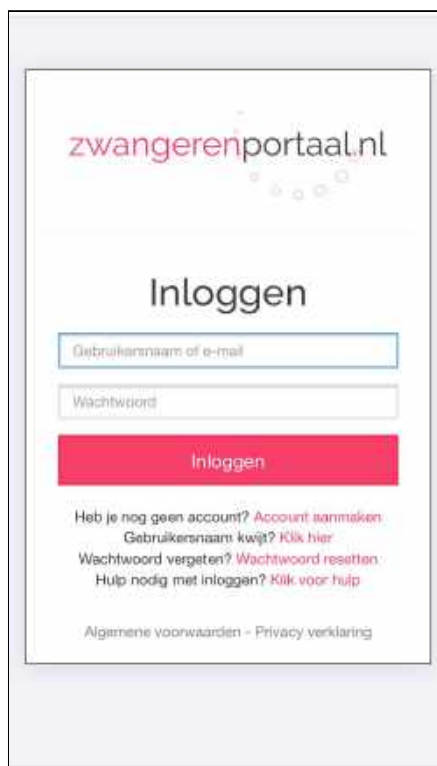 zwangerenportaal.nl
Inloggen
Gebruikersnaam of e-mail
Wachtwoord
Inloggen
Heb je nog geen account? Account aanmaken
Gebruikersnaam kwijt? Klik hier
Wachtwoord vergeten? Wachtwoord resetten
Hulp nodig met inloggen? Klik voor hulp
Algemene voorwaarden - Privacy verklaring